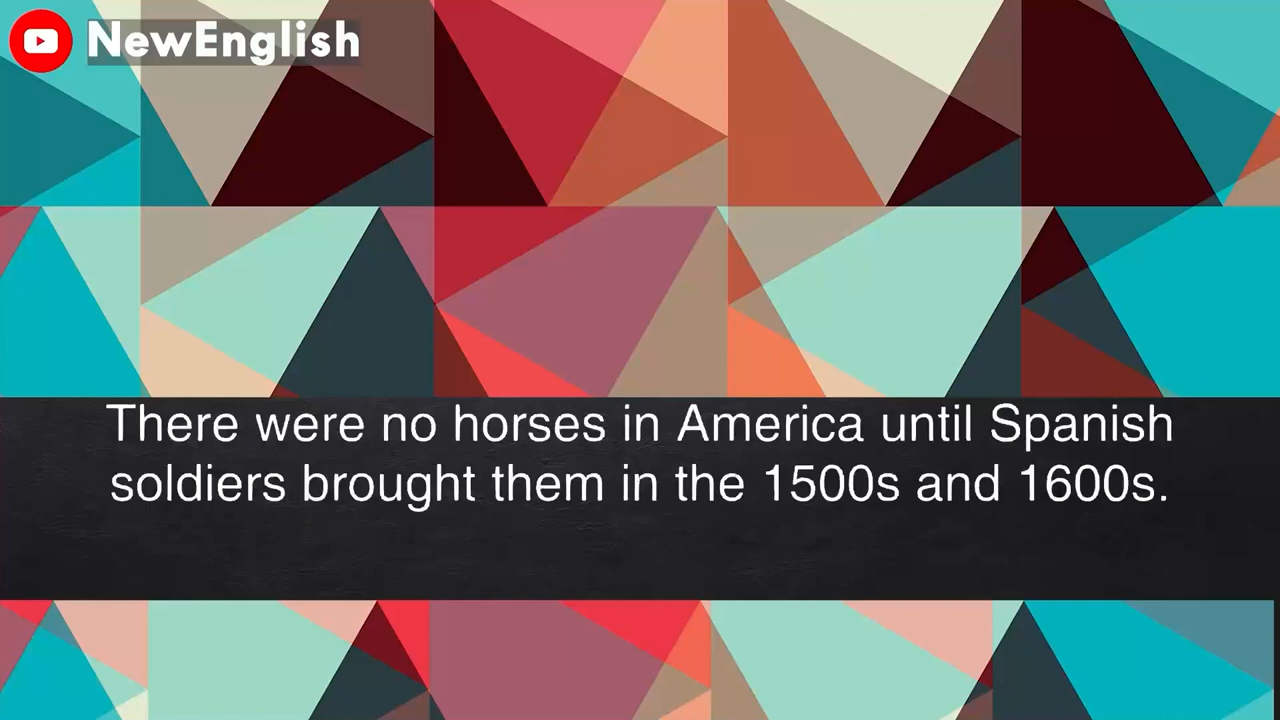 NewEnglish
There were no horses in America until Spanish
soldiers brought them in the 1500s and 1600s.